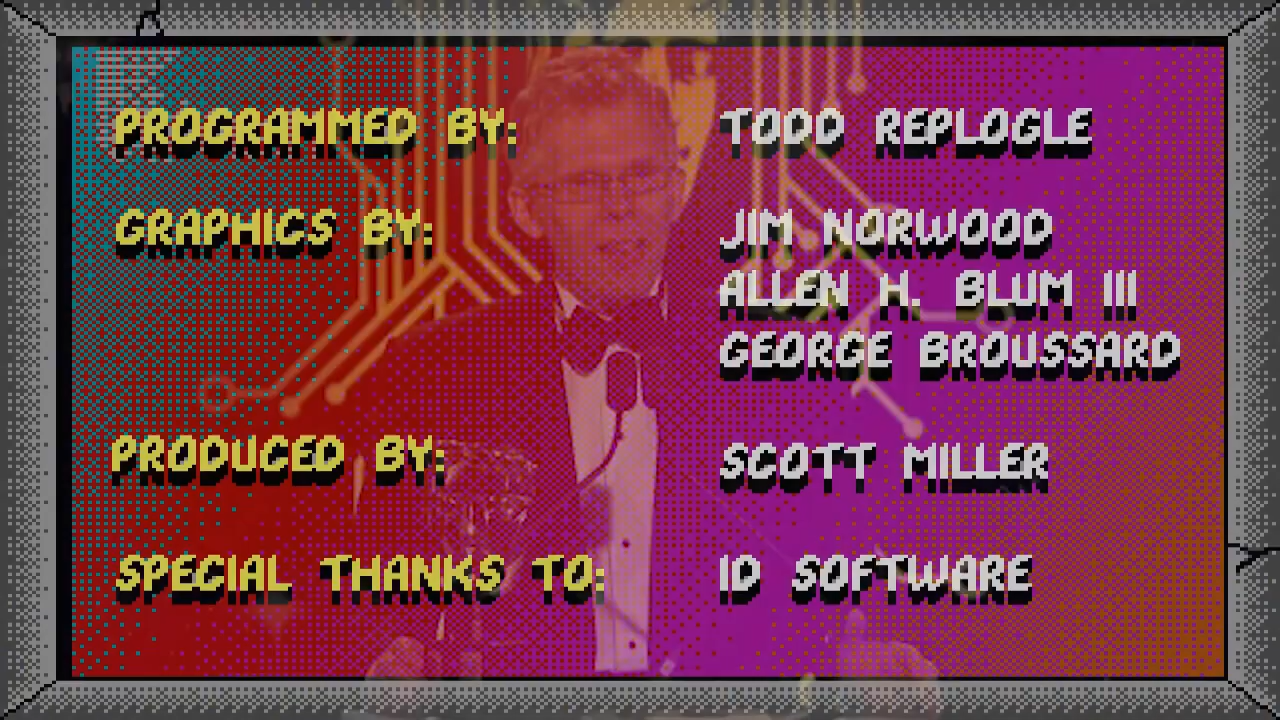 PROGRAMMED BY: TODD REPLOGLE
GRAPHICS BY: JIM NORWOOD
ALLEN H. BLUM III
GEORGE BROUSSARD
PRODUCED BY: SCOTT MILLER
SPECIAL THANKS TO: ID SOFTWARE